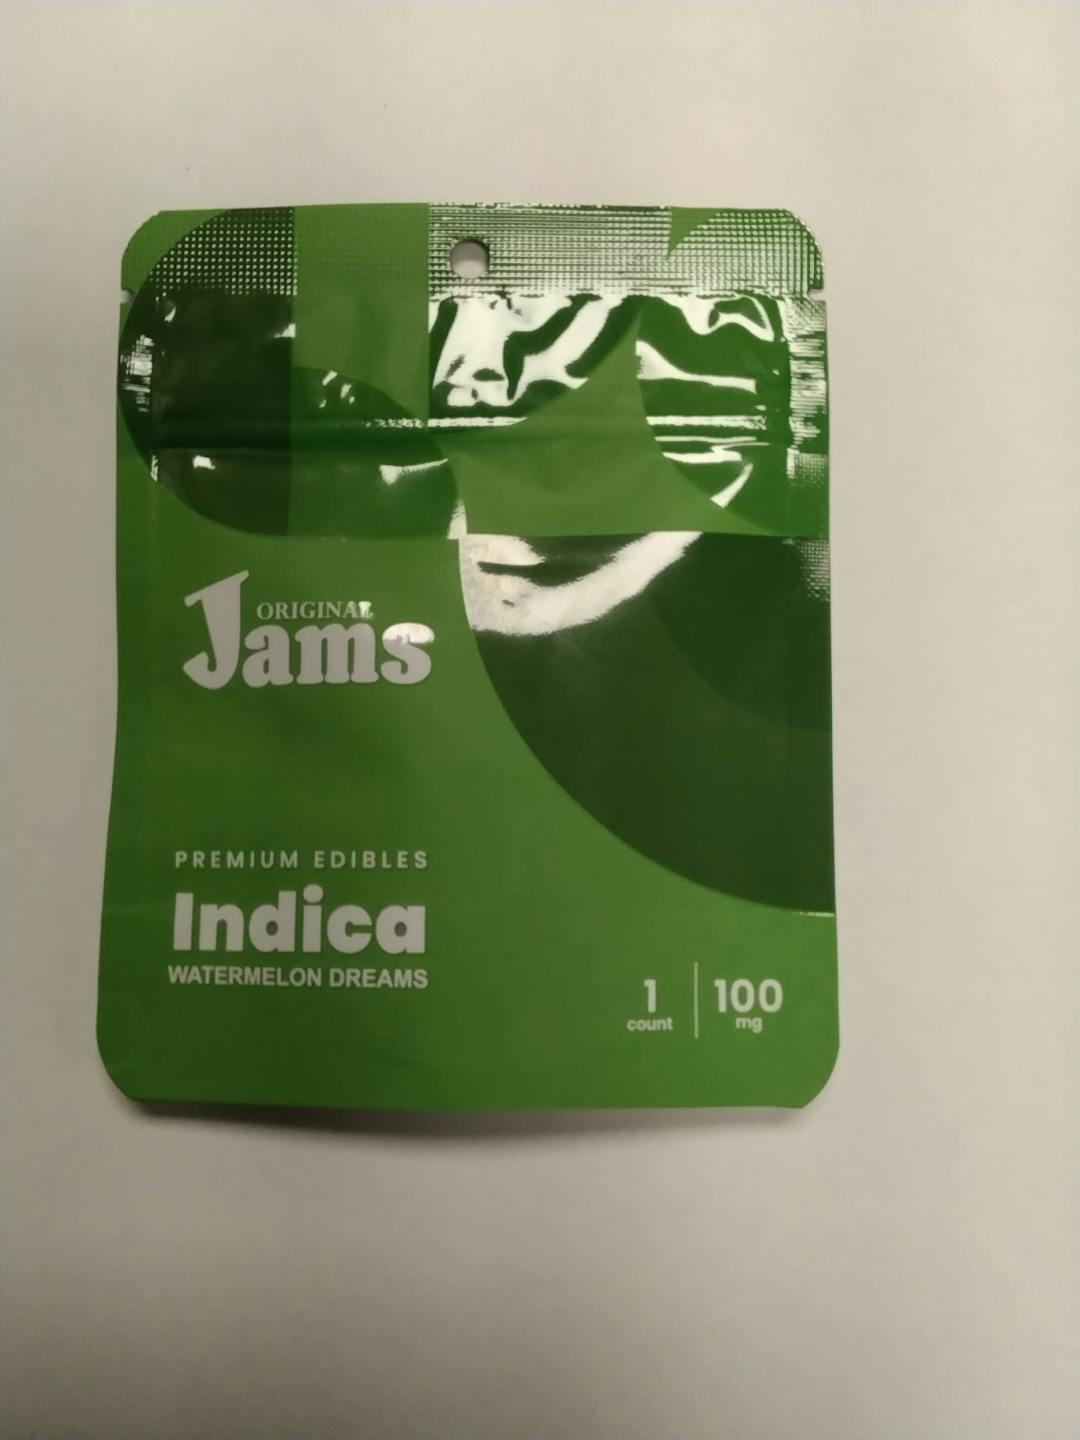 ORIGINAL
Jams
PREMIUM EDIBLES
Indica
WATERMELON DREAMS
1 count
100 mg